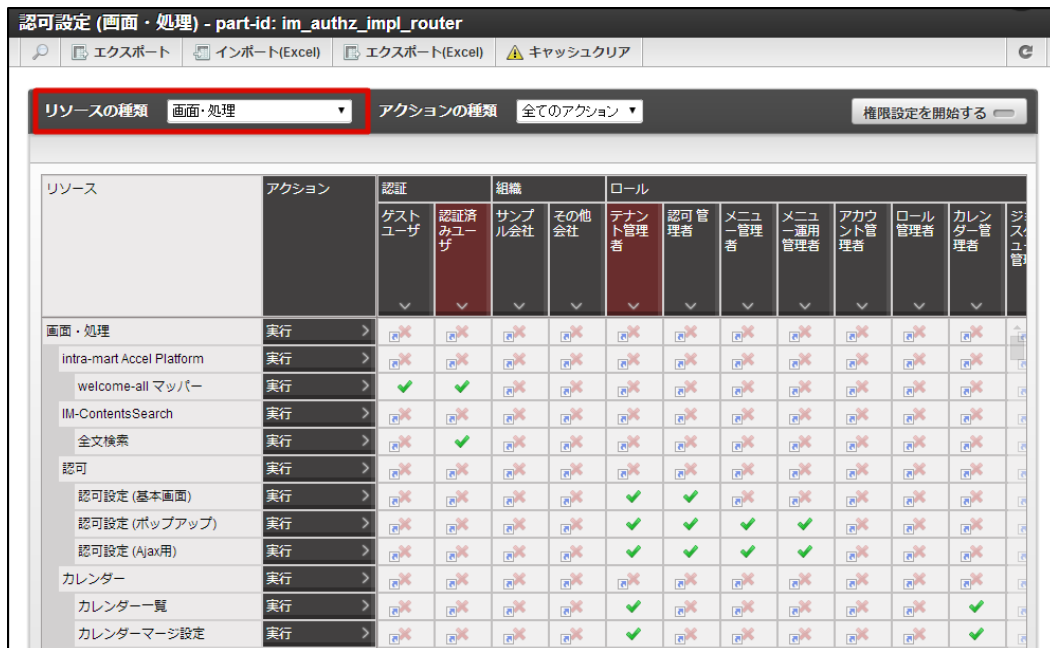 認可設定 (画面・処理) - part-id: im_authz_impl_router
エクスポート インポート(Excel) エクスポート(Excel) キャッシュクリア
リソースの種類 画面・処理 アクションの種類 全てのアクション 権限設定を開始する
リソース アクション 認証 組織 ロール
ゲストユーザ 認証済みユーザ サンプル会社 その他会社 テナント管理者 認可管理者 メニュー管理者 メニュー運用管理者 アカウント管理者 ロール管理者 カレンダー管理者
画面・処理 実行
intra-mart Accel Platform 実行
welcome-all マッパー 実行
IM-ContentsSearch 実行
全文検索 実行
認可 実行
認可設定 (基本画面) 実行
認可設定 (ポップアップ) 実行
認可設定 (Ajax用) 実行
カレンダー 実行
カレンダー一覧 実行
カレンダーマージ設定 実行